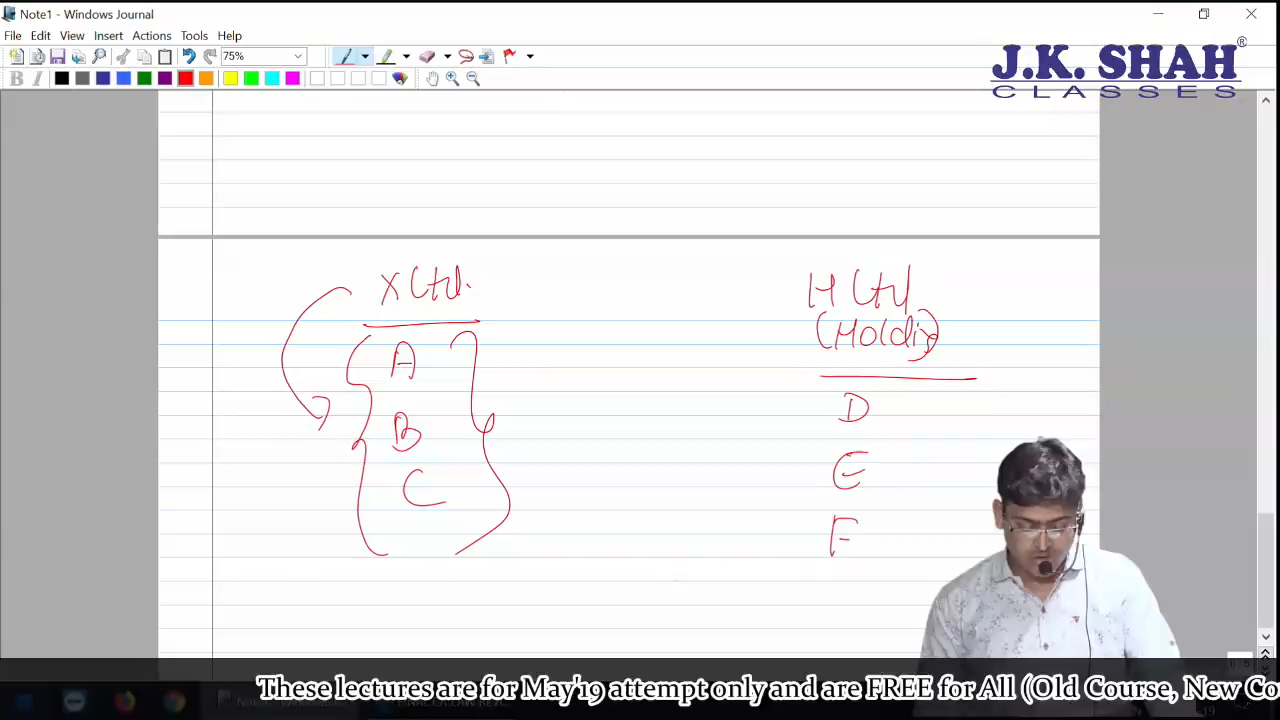 Note1 - Windows Journal
File Edit View Insert Actions Tools Help
75%
B I
J.K. SHAH®
CLASSES
X Ltd.
A
B
C
H Ltd
(Holdig)
D
E
F
These lectures are for May'19 attempt only and are FREE for All (Old Course, New Co